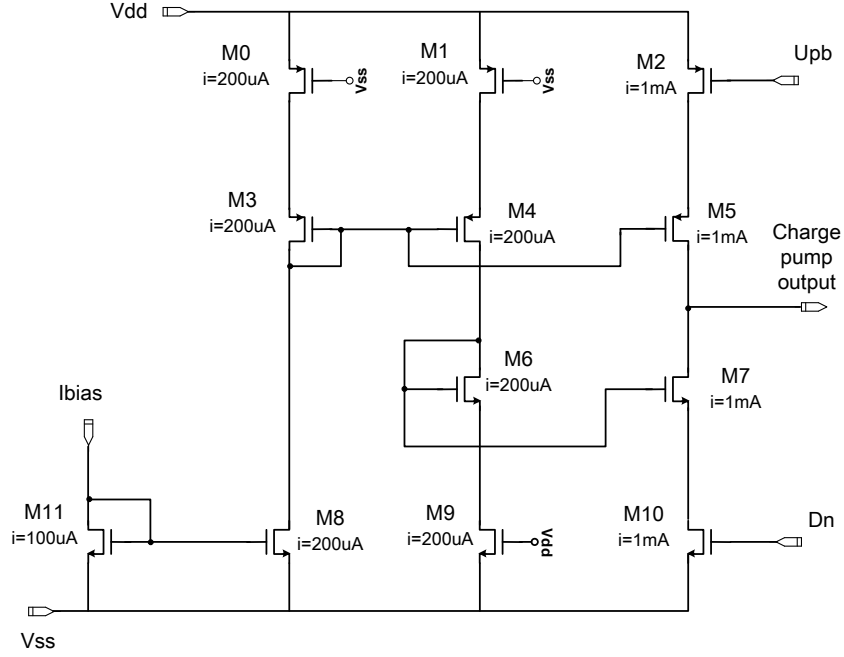 Vdd
M0
i=200uA
Vss
M1
i=200uA
Vss
M2
i=1mA
Upb
M3
i=200uA
M4
i=200uA
M5
i=1mA
Charge
pump
output
M6
i=200uA
M7
i=1mA
Ibias
M11
i=100uA
M8
i=200uA
M9
i=200uA
Vdd
M10
i=1mA
Dn
Vss